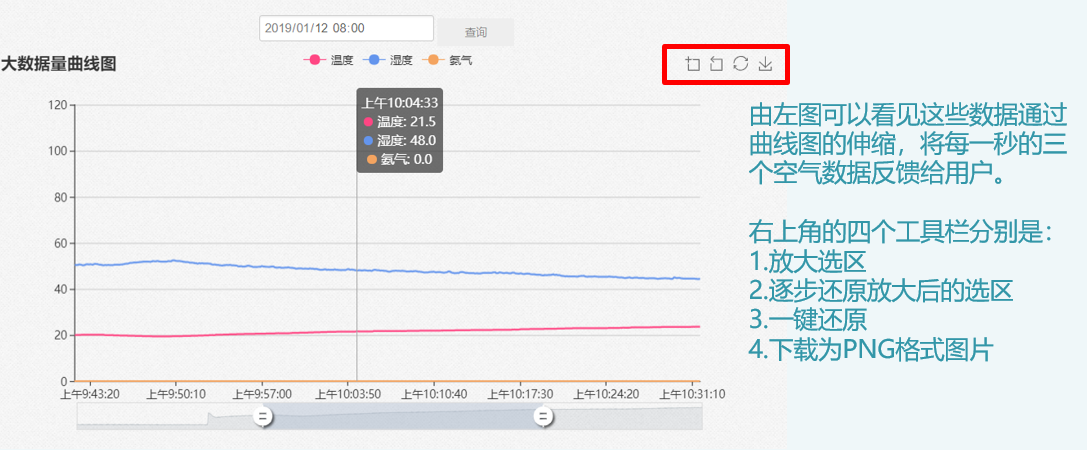 2019/01/12 08:00
查询
大数据量曲线图
温度 湿度 氨气
上午10:04:33
温度: 21.5
湿度: 48.0
氨气: 0.0
120
100
80
60
40
20
0
上午9:43:20 上午9:50:10 上午9:57:00 上午10:03:50 上午10:10:40 上午10:17:30 上午10:24:20 上午10:31:10
由左图可以看见这些数据通过
曲线图的伸缩，将每一秒的三
个空气数据反馈给用户。
右上角的四个工具栏分别是：
1.放大选区
2.逐步还原放大后的选区
3.一键还原
4.下载为PNG格式图片